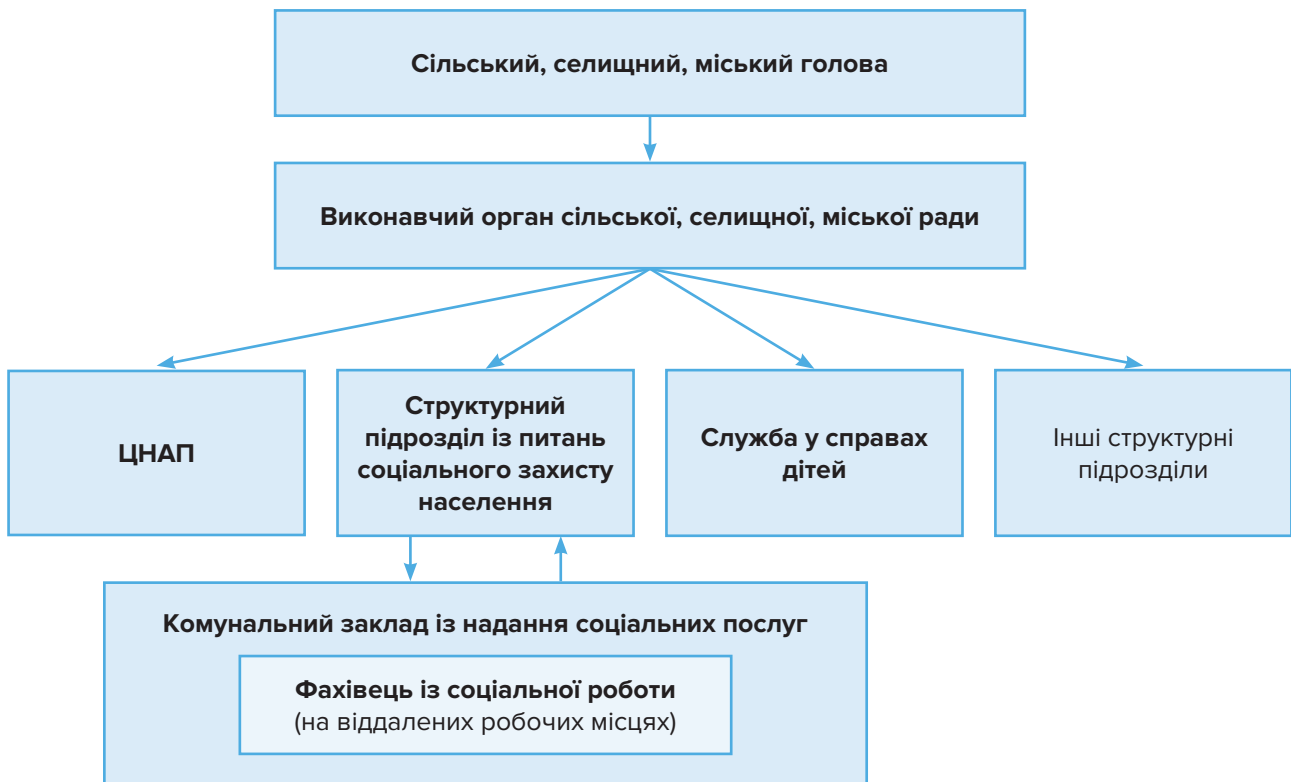 Сільський, селищний, міський голова
Виконавчий орган сільської, селищної, міської ради
ЦНАП
Структурний
підрозділ із питань
соціального захисту
населення
Служба у справах
дітей
Інші структурні
підрозділи
Комунальний заклад із надання соціальних послуг
Фахівець із соціальної роботи
(на віддалених робочих місцях)